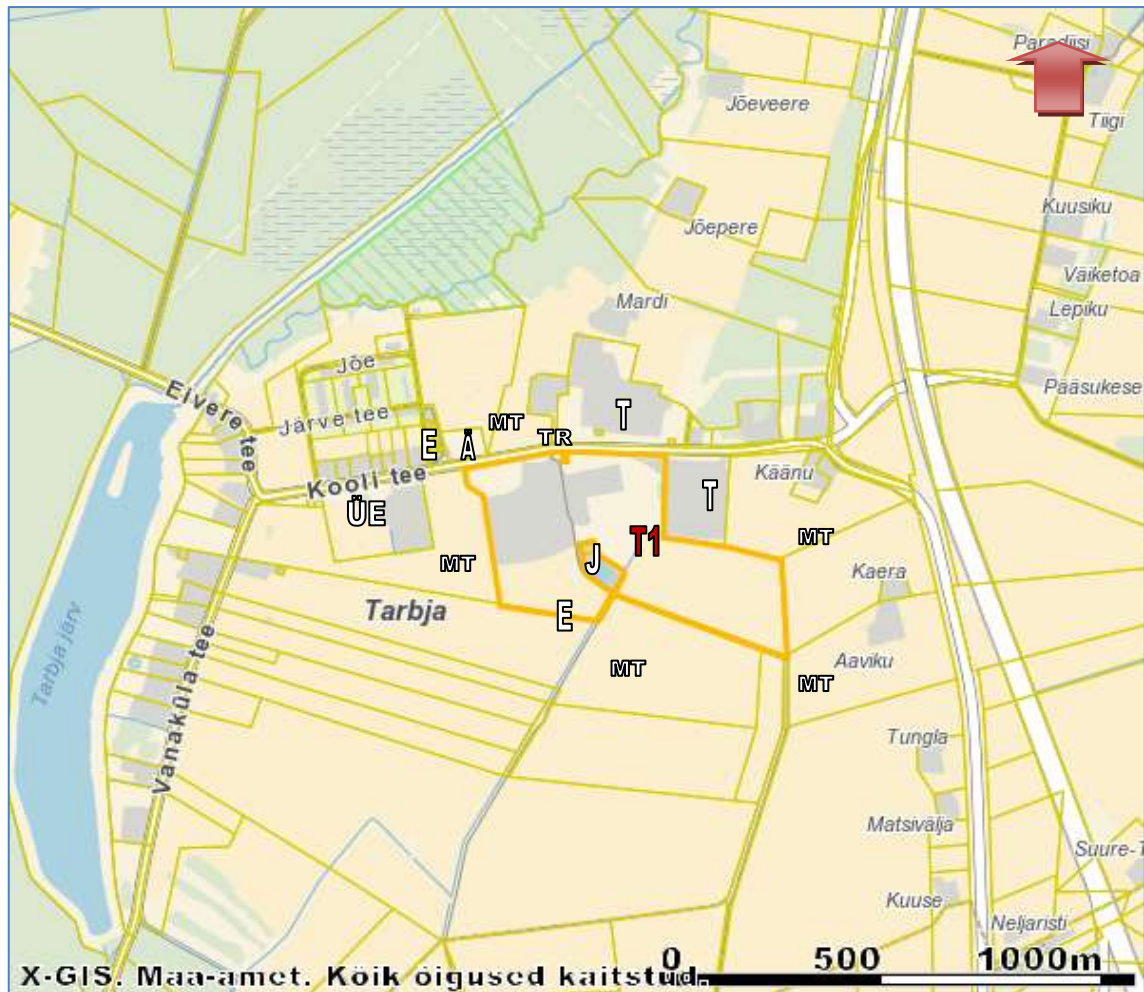 Paradiisi
Jõeveere
Tiigi
Kuusiku
Jõepere
Väiketoa
Mardi
Lepiku
Jõe
Pääsukese
Eivere tee
Järve tee
MT
T
E
Å
TR
Kooli tee
Käänu
T
ÜE
T1
MT
MT
J
Kaera
Tarbja
E
Tarbja järv
MT
Aaviku
MT
Vanaküla tee
Tungla
Matsivälja
Suure-T
Kuuse
Neljaristi
0 500 1000m
X-GIS. Maa-amet. Kõik õigused kaitstud.